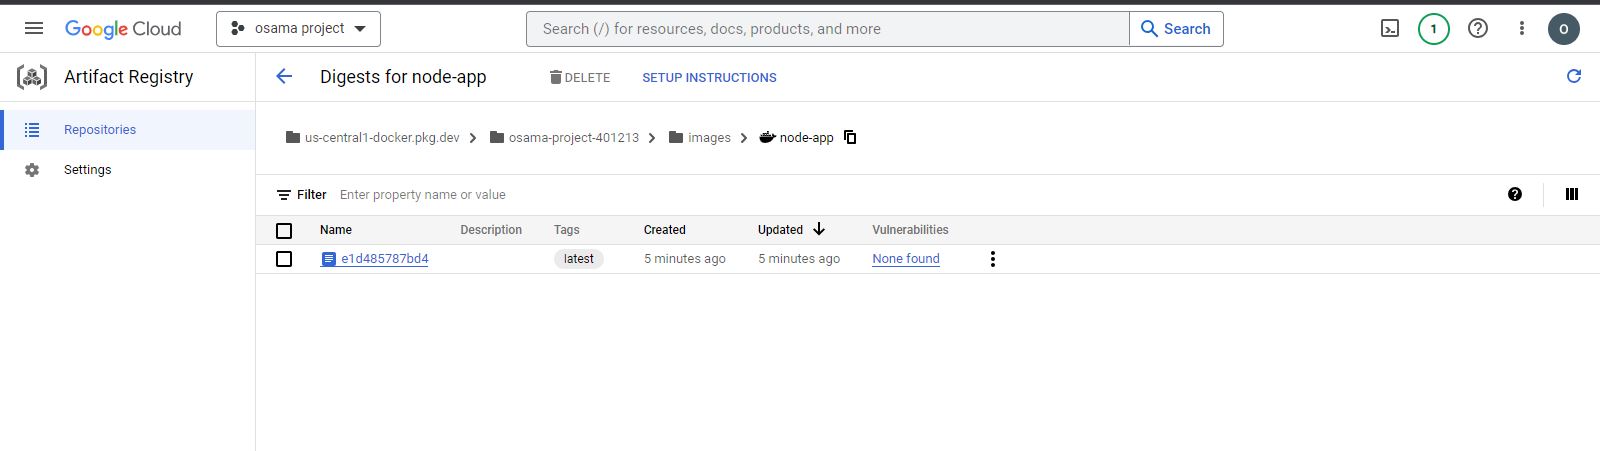 Google Cloud
osama project
Search (/) for resources, docs, products, and more
Search
1
O
Artifact Registry
Digests for node-app
DELETE
SETUP INSTRUCTIONS
Repositories
Settings
us-central1-docker.pkg.dev
osama-project-401213
images
node-app
Filter Enter property name or value
Name Description Tags Created Updated Vulnerabilities
e1d485787bd4 latest 5 minutes ago 5 minutes ago None found